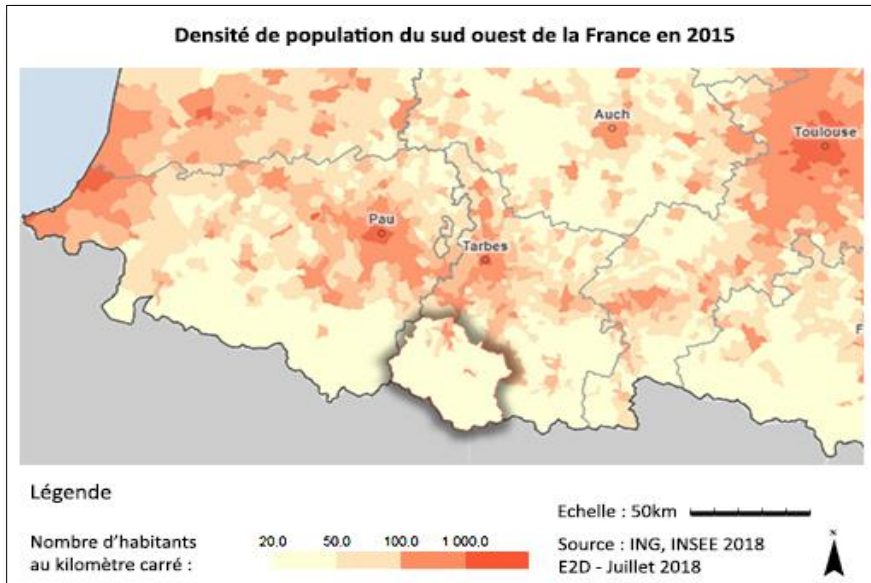 Densité de population du sud ouest de la France en 2015
Auch
Toulouse
Pau
Tarbes
F
Légende
Echelle : 50km
Nombre d'habitants
au kilomètre carré :
20.0 50.0 100.0 1 000.0
Source : ING, INSEE 2018
E2D - Juillet 2018
N